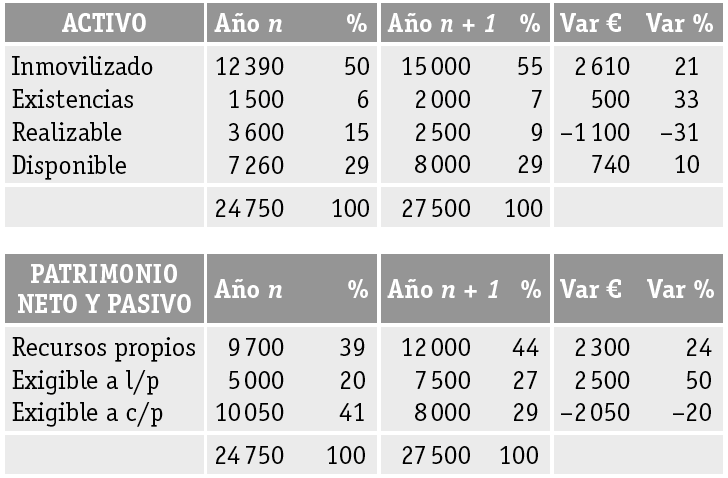 ACTIVO Año n % Año n + 1 % Var € Var %
Inmovilizado 12 390 50 15 000 55 2 610 21
Existencias 1 500 6 2 000 7 500 33
Realizable 3 600 15 2 500 9 –1 100 –31
Disponible 7 260 29 8 000 29 740 10
24 750 100 27 500 100
PATRIMONIO
NETO Y PASIVO Año n % Año n + 1 % Var € Var %
Recursos propios 9 700 39 12 000 44 2 300 24
Exigible a l/p 5 000 20 7 500 27 2 500 50
Exigible a c/p 10 050 41 8 000 29 –2 050 –20
24 750 100 27 500 100